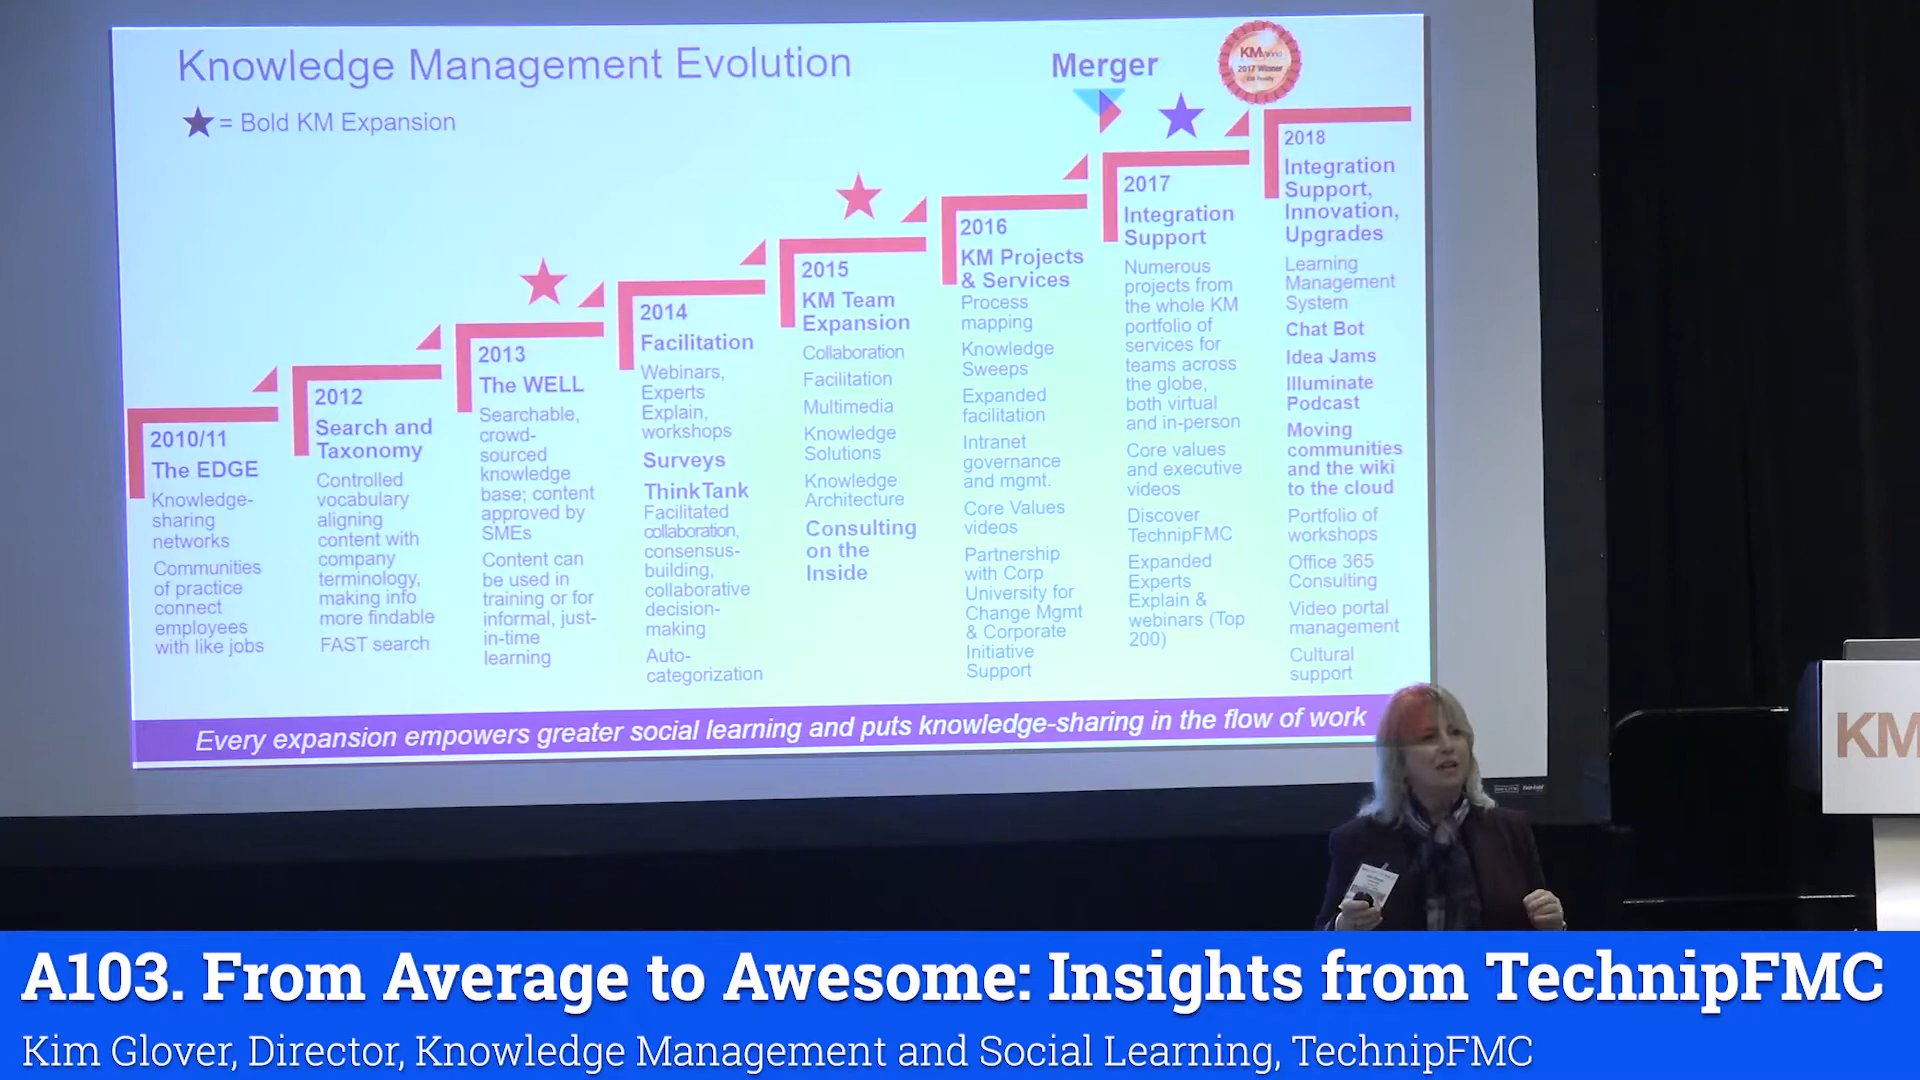 Knowledge Management Evolution
= Bold KM Expansion
Merger
KMWorld
2017 Winner
KM Reality
2010/11
The EDGE
Knowledge-
sharing
networks
Communities
of practice
connect
employees
with like jobs
2012
Search and
Taxonomy
Controlled
vocabulary
aligning
content with
company
terminology,
making info
more findable
FAST search
2013
The WELL
Searchable,
crowd-
sourced
knowledge
base; content
approved by
SMEs
Content can
be used in
training or for
informal, just-
in-time
learning
2014
Facilitation
Webinars,
Experts
Explain,
workshops
Surveys
ThinkTank
Facilitated
collaboration,
consensus-
building,
collaborative
decision-
making
Auto-
categorization
2015
KM Team
Expansion
Collaboration
Facilitation
Multimedia
Knowledge
Solutions
Knowledge
Architecture
Consulting
on the
Inside
2016
KM Projects
& Services
Process
mapping
Knowledge
Sweeps
Expanded
facilitation
Intranet
governance
and mgmt.
Core Values
videos
Partnership
with Corp
University for
Change Mgmt
& Corporate
Initiative
Support
2017
Integration
Support
Numerous
projects from
the whole KM
portfolio of
services for
teams across
the globe,
both virtual
and in-person
Core values
and executive
videos
Discover
TechnipFMC
Expanded
Experts
Explain &
webinars (Top
200)
2018
Integration
Support,
Innovation,
Upgrades
Learning
Management
System
Chat Bot
Idea Jams
Illuminate
Podcast
Moving
communities
and the wiki
to the cloud
Portfolio of
workshops
Office 365
Consulting
Video portal
management
Cultural
support
Every expansion empowers greater social learning and puts knowledge-sharing in the flow of work
KM
A103. From Average to Awesome: Insights from TechnipFMC
Kim Glover, Director, Knowledge Management and Social Learning, TechnipFMC